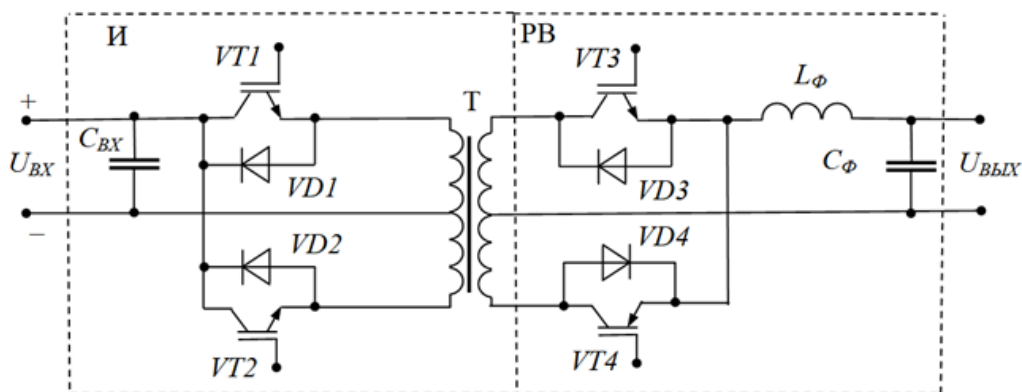 И
РВ
VT1
VT3
T
LФ
+
CВХ
UВХ
VD1
VD3
CФ
UВЫХ
–
VD2
VD4
VT2
VT4